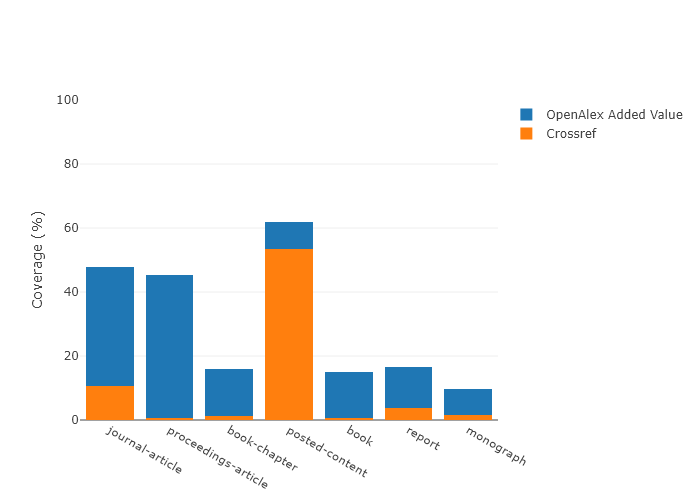 100
80
60
40
20
0
Coverage (%)
journal-article
proceedings-article
book-chapter
posted-content
book
report
monograph
OpenAlex Added Value
Crossref